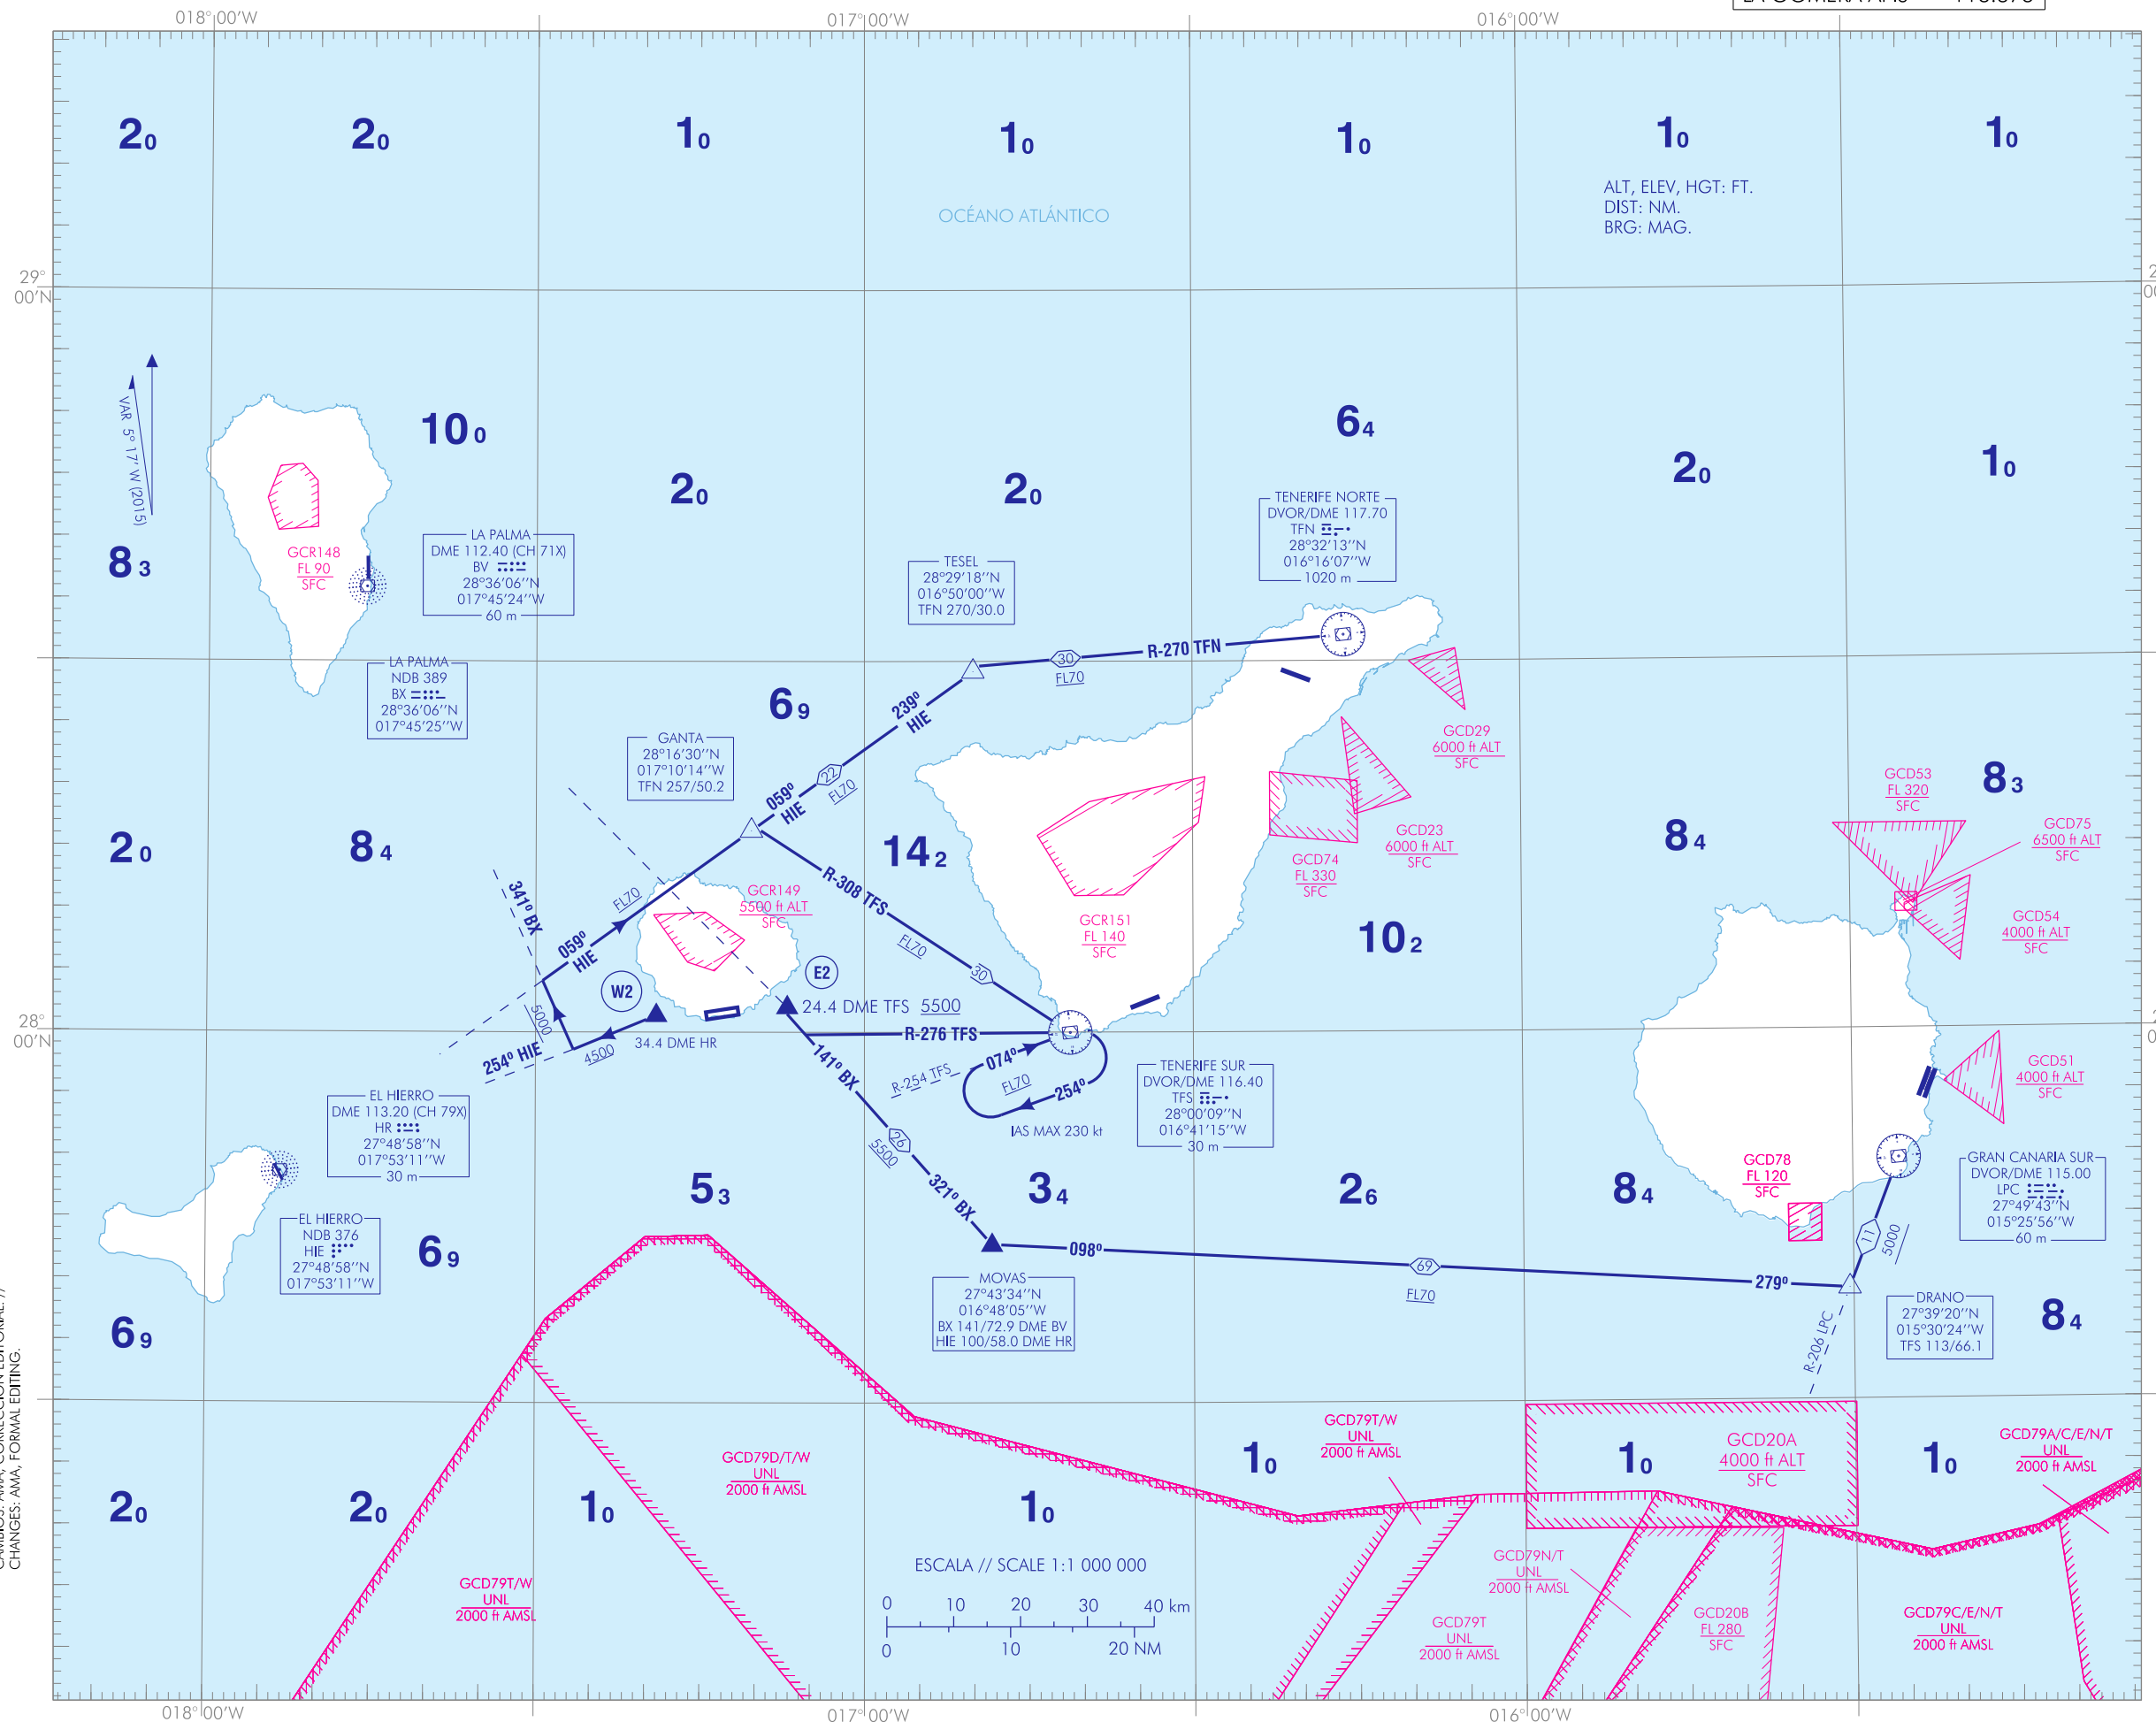 018°00'W
017°00'W
016°00'W
2₀
2₀
1₀
1₀
1₀
1₀
1₀
ALT, ELEV, HGT: FT.
DIST: NM.
BRG: MAG.
OCÉANO ATLÁNTICO
29°
00'N
VAR 5° 17' W (2015)
10₀
6₄
2₀
2₀
2₀
1₀
8₃
GCR148
FL 90
SFC
LA PALMA
DME 112.40 (CH 71X)
BV
28°36'06''N
017°45'24''W
60 m
LA PALMA
NDB 389
BX
28°36'06''N
017°45'25''W
TESEL
28°29'18''N
016°50'00''W
TFN 270/30.0
TENERIFE NORTE
DVOR/DME 117.70
TFN
28°32'13''N
016°16'07''W
1020 m
30
FL70
R-270 TFN
239°
HIE
6₉
GANTA
28°16'30''N
017°10'14''W
TFN 257/50.2
22
FL70
059°
HIE
GCD29
6000 ft ALT
SFC
GCD23
6000 ft ALT
SFC
GCD74
FL 330
SFC
GCD53
FL 320
SFC
8₃
GCD75
6500 ft ALT
SFC
GCD54
4000 ft ALT
SFC
2₀
8₄
14₂
8₄
341° BX
FL70
GCR149
5500 ft ALT
SFC
R-308 TFS
FL70
30
GCR151
FL 140
SFC
10₂
059°
HIE
W2
E2
24.4 DME TFS 5500
28°
00'N
5000
254° HIE
4500
34.4 DME HR
R-276 TFS
141° BX
R-254 TFS
074°
FL70
254°
IAS MAX 230 kt
TENERIFE SUR
DVOR/DME 116.40
TFS
28°00'09''N
016°41'15''W
30 m
GCD51
4000 ft ALT
SFC
EL HIERRO
DME 113.20 (CH 79X)
HR
27°48'58''N
017°53'11''W
30 m
26
5500
321° BX
5₃
3₄
2₆
8₄
GCD78
FL 120
SFC
GRAN CANARIA SUR
DVOR/DME 115.00
LPC
27°49'43''N
015°25'56''W
60 m
EL HIERRO
NDB 376
HIE
27°48'58''N
017°53'11''W
6₉
098°
69
FL70
279°
11
5000
MOVAS
27°43'34''N
016°48'05''W
BX 141/72.9 DME BV
HIE 100/58.0 DME HR
R-206 LPC
DRANO
27°39'20''N
015°30'24''W
TFS 113/66.1
8₄
6₉
CHANGES: AMA, FORMAL EDITING.
2₀
2₀
1₀
1₀
1₀
1₀
1₀
GCD79D/T/W
UNL
2000 ft AMSL
GCD79T/W
UNL
2000 ft AMSL
GCD20A
4000 ft ALT
SFC
GCD79A/C/E/N/T
UNL
2000 ft AMSL
GCD79T/W
UNL
2000 ft AMSL
ESCALA // SCALE 1:1 000 000
0 10 20 30 40 km
0 10 20 NM
GCD79N/T
UNL
2000 ft AMSL
GCD79T
UNL
2000 ft AMSL
GCD20B
FL 280
SFC
GCD79C/E/N/T
UNL
2000 ft AMSL
018°00'W
017°00'W
016°00'W